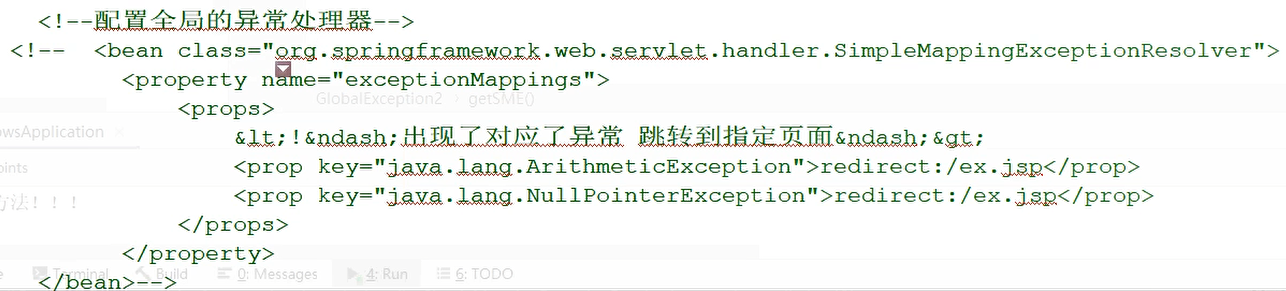 <!--配置全局的异常处理器-->
<!-- <bean class="org.springframework.web.servlet.handler.SimpleMappingExceptionResolver">
<property name="exceptionMappings">
GlobalException2 › getSME()
<props>
owsApplication ×
&lt;!&ndash;出现了对应了异常 跳转到指定页面&ndash;&gt;
oints
<prop key="java.lang.ArithmeticException">redirect:/ex.jsp</prop>
<prop key="java.lang.NullPointerException">redirect:/ex.jsp</prop>
方法！！！
</props>
</property>
Terminal Build 0: Messages 4: Run 6: TODO
</bean>-->